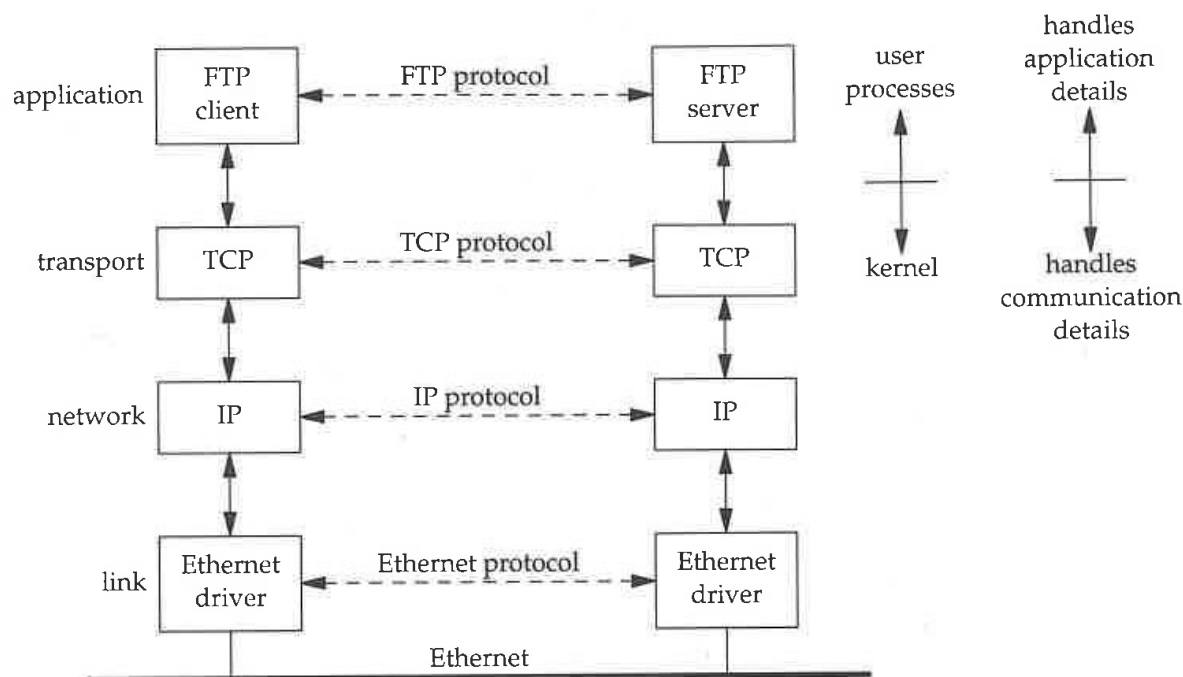 handles
application
details
user
processes
application
FTP
client
FTP protocol
FTP
server
transport
TCP
TCP protocol
TCP
kernel
handles
communication
details
network
IP
IP protocol
IP
link
Ethernet
driver
Ethernet protocol
Ethernet
driver
Ethernet